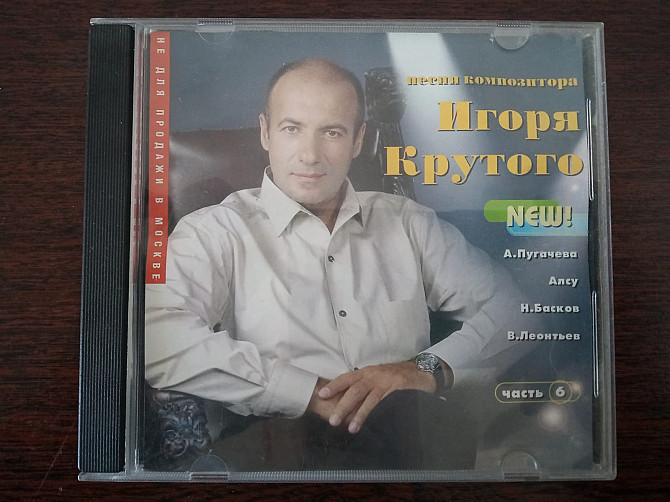 НЕ ДЛЯ ПРОДАЖИ В МОСКВЕ
песни композитора
Игоря
Крутого
NEW!
А.Пугачева
Алсу
Н.Басков
В.Леонтьев
часть 6